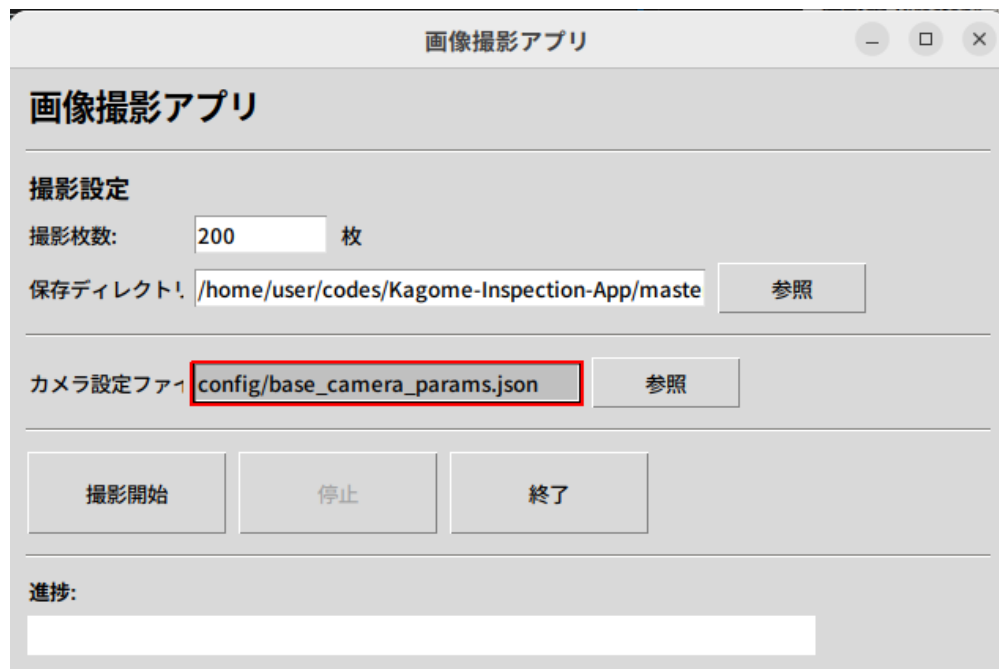 画像撮影アプリ
画像撮影アプリ
撮影設定
撮影枚数: 200 枚
保存ディレクトリ /home/user/codes/Kagome-Inspection-App/maste 参照
カメラ設定ファイ config/base_camera_params.json 参照
撮影開始 停止 終了
進捗: